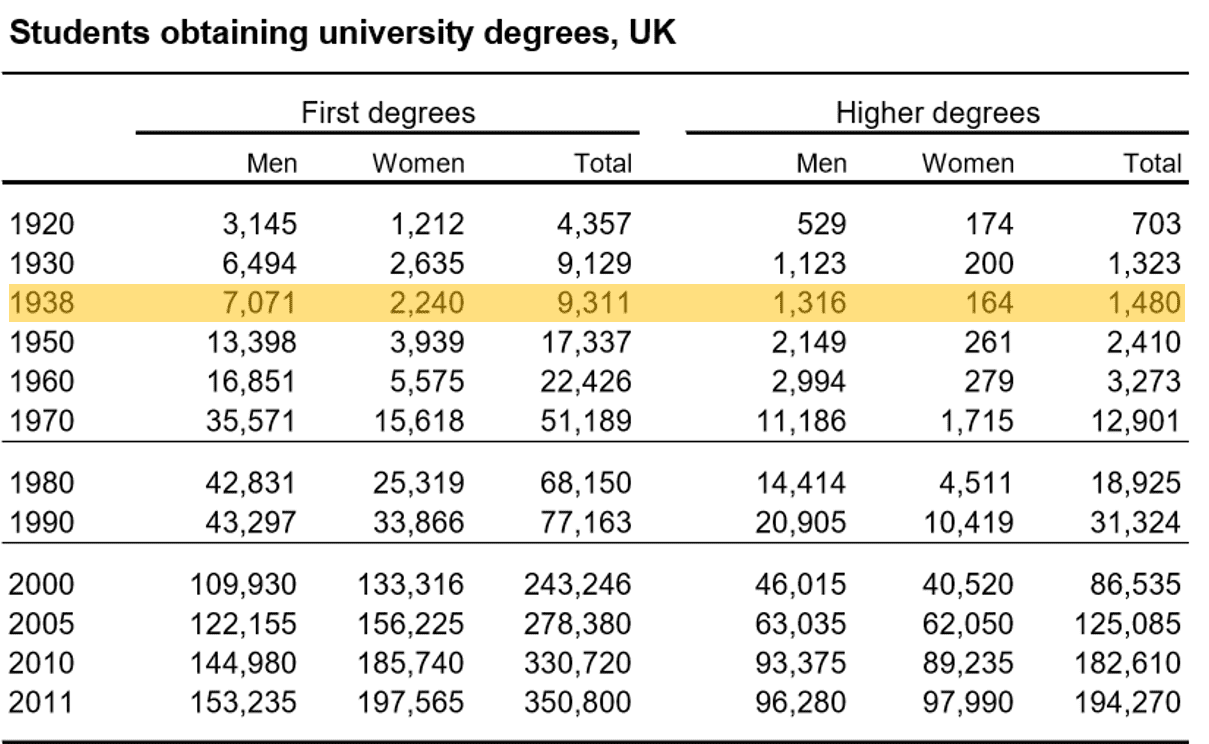 Students obtaining university degrees, UK
First degrees Higher degrees
Men Women Total Men Women Total
1920 3,145 1,212 4,357 529 174 703
1930 6,494 2,635 9,129 1,123 200 1,323
1938 7,071 2,240 9,311 1,316 164 1,480
1950 13,398 3,939 17,337 2,149 261 2,410
1960 16,851 5,575 22,426 2,994 279 3,273
1970 35,571 15,618 51,189 11,186 1,715 12,901
1980 42,831 25,319 68,150 14,414 4,511 18,925
1990 43,297 33,866 77,163 20,905 10,419 31,324
2000 109,930 133,316 243,246 46,015 40,520 86,535
2005 122,155 156,225 278,380 63,035 62,050 125,085
2010 144,980 185,740 330,720 93,375 89,235 182,610
2011 153,235 197,565 350,800 96,280 97,990 194,270